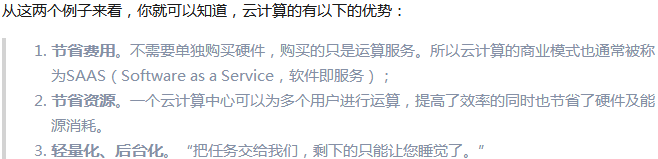 从这两个例子来看，你就可以知道，云计算的有以下的优势：
1. 节省费用。不需要单独购买硬件，购买的只是运算服务。所以云计算的商业模式也通常被称
为SAAS（Software as a Service，软件即服务）；
2. 节省资源。一个云计算中心可以为多个用户进行运算，提高了效率的同时也节省了硬件及能
源消耗。
3. 轻量化、后台化。“把任务交给我们，剩下的只能让您睡觉了。”